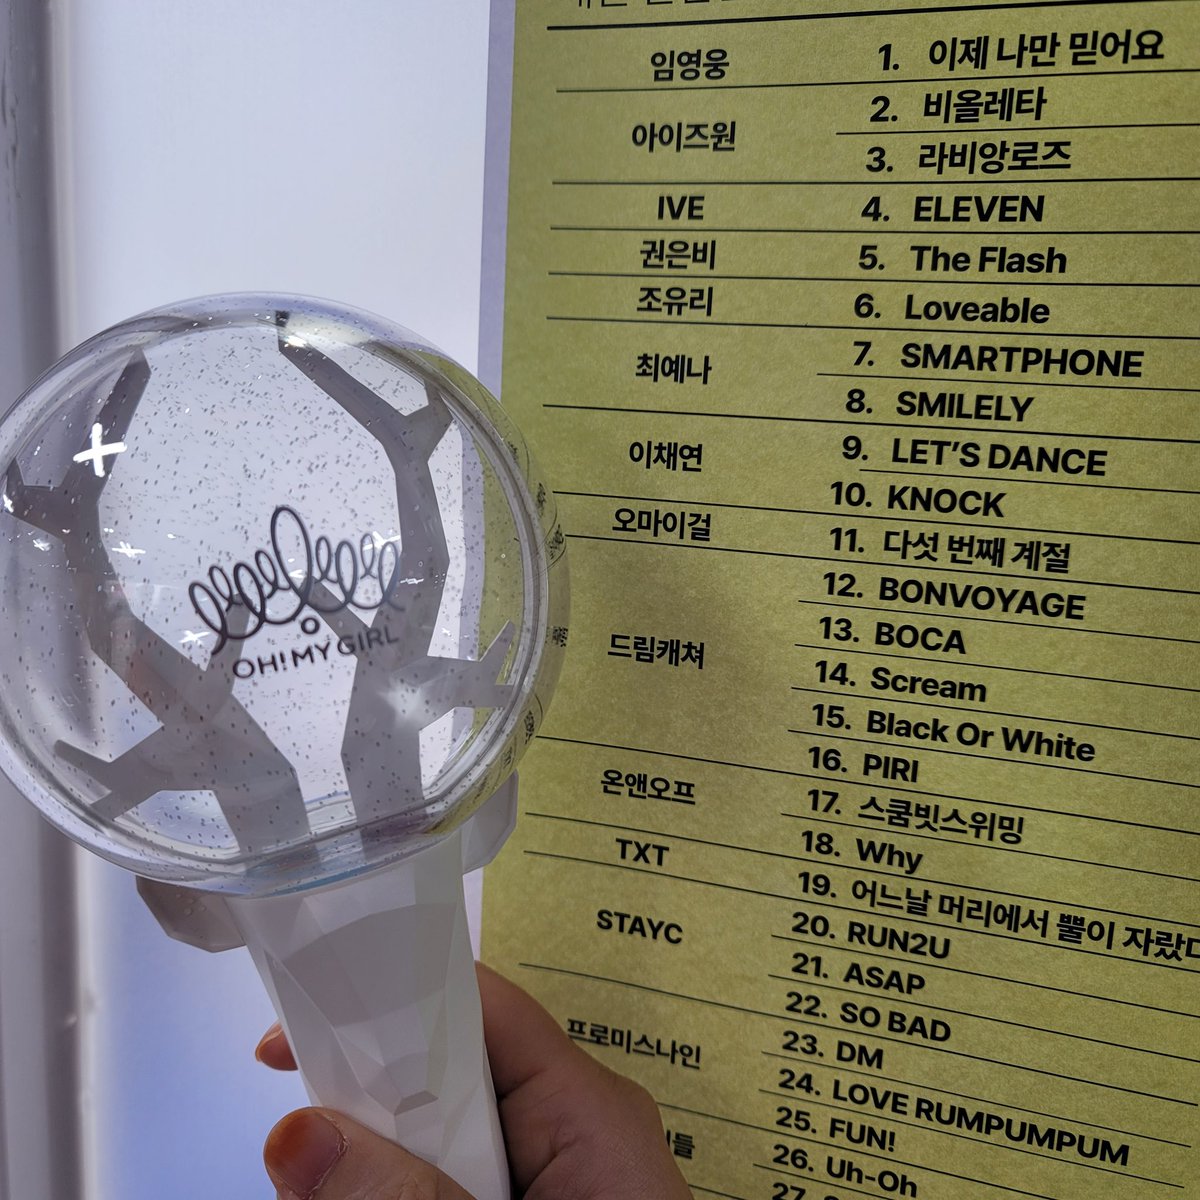 임영웅 1. 이제 나만 믿어요
아이즈원 2. 비올레타
3. 라비앙로즈
IVE 4. ELEVEN
권은비 5. The Flash
조유리 6. Loveable
최예나 7. SMARTPHONE
8. SMILELY
이채연 9. LET'S DANCE
10. KNOCK
오마이걸 11. 다섯 번째 계절
드림캐쳐 12. BONVOYAGE
13. BOCA
14. Scream
15. Black Or White
16. PIRI
온앤오프 17. 스쿰빗스위밍
18. Why
TXT 19. 어느날 머리에서 뿔이 자랐다
STAYC 20. RUN2U
21. ASAP
22. SO BAD
프로미스나인 23. DM
24. LOVE RUMPUMPUM
25. FUN!
들 26. Uh-Oh
27.
OH! MY GIRL